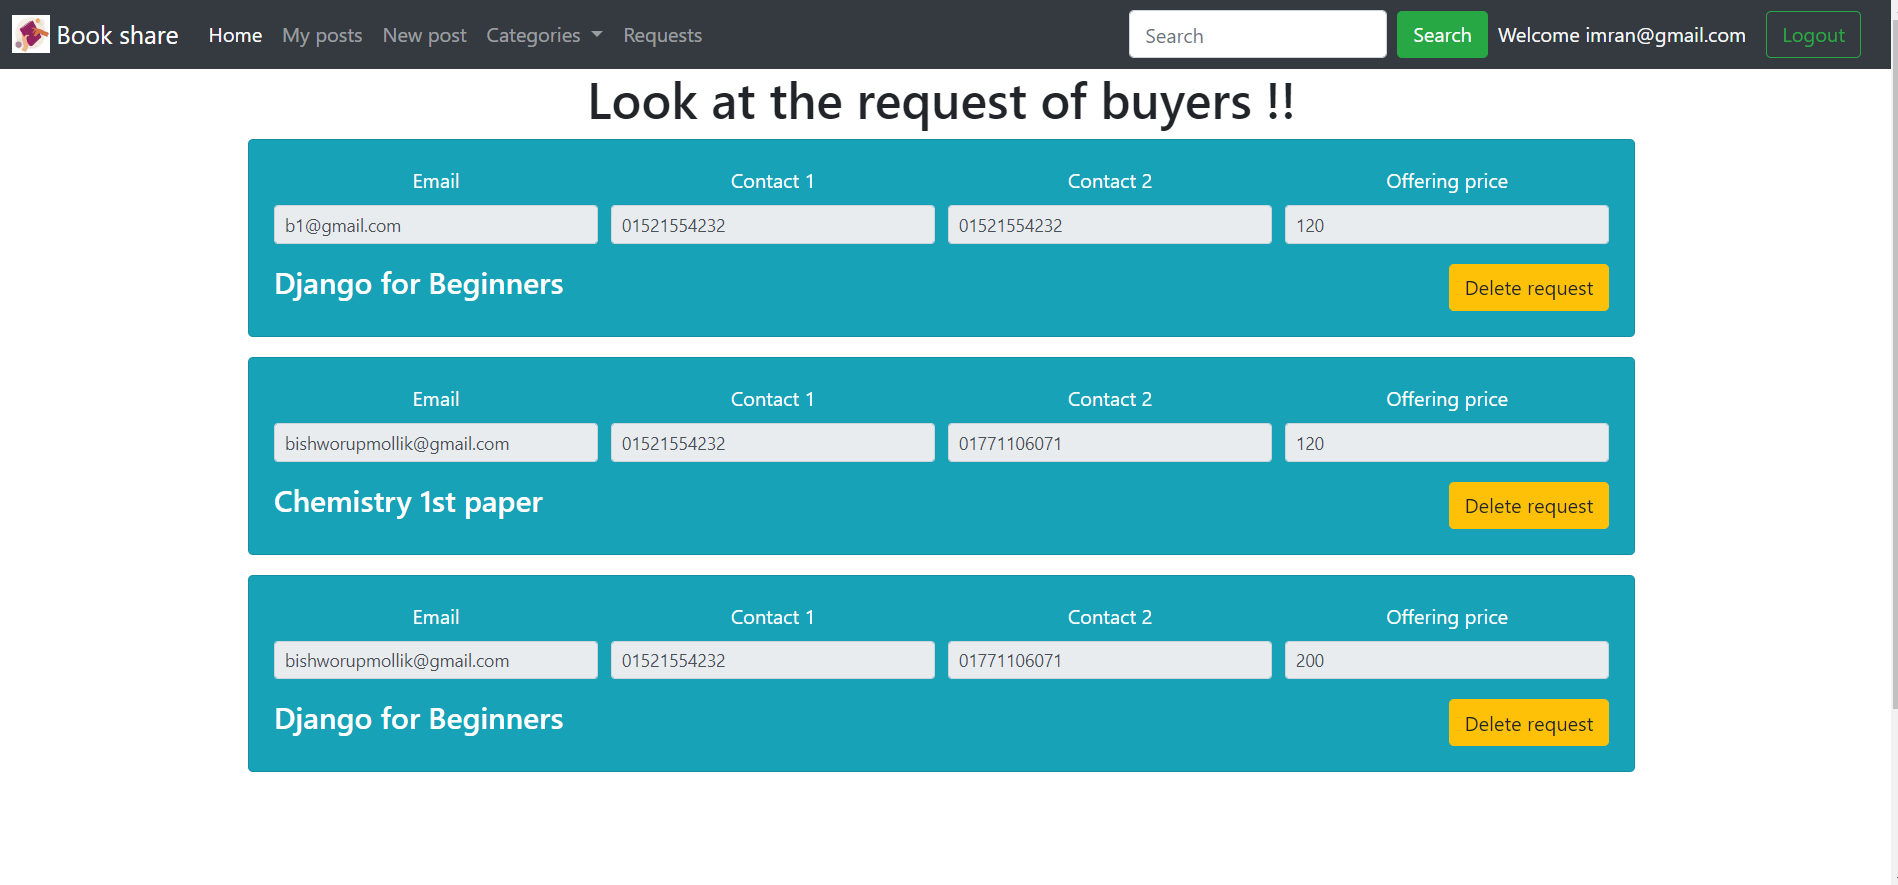 Book share Home My posts New post Categories Requests Search Search Welcome imran@gmail.com Logout
Look at the request of buyers !!
Email Contact 1 Contact 2 Offering price
b1@gmail.com 01521554232 01521554232 120
Django for Beginners Delete request
Email Contact 1 Contact 2 Offering price
bishworupmollik@gmail.com 01521554232 01771106071 120
Chemistry 1st paper Delete request
Email Contact 1 Contact 2 Offering price
bishworupmollik@gmail.com 01521554232 01771106071 200
Django for Beginners Delete request